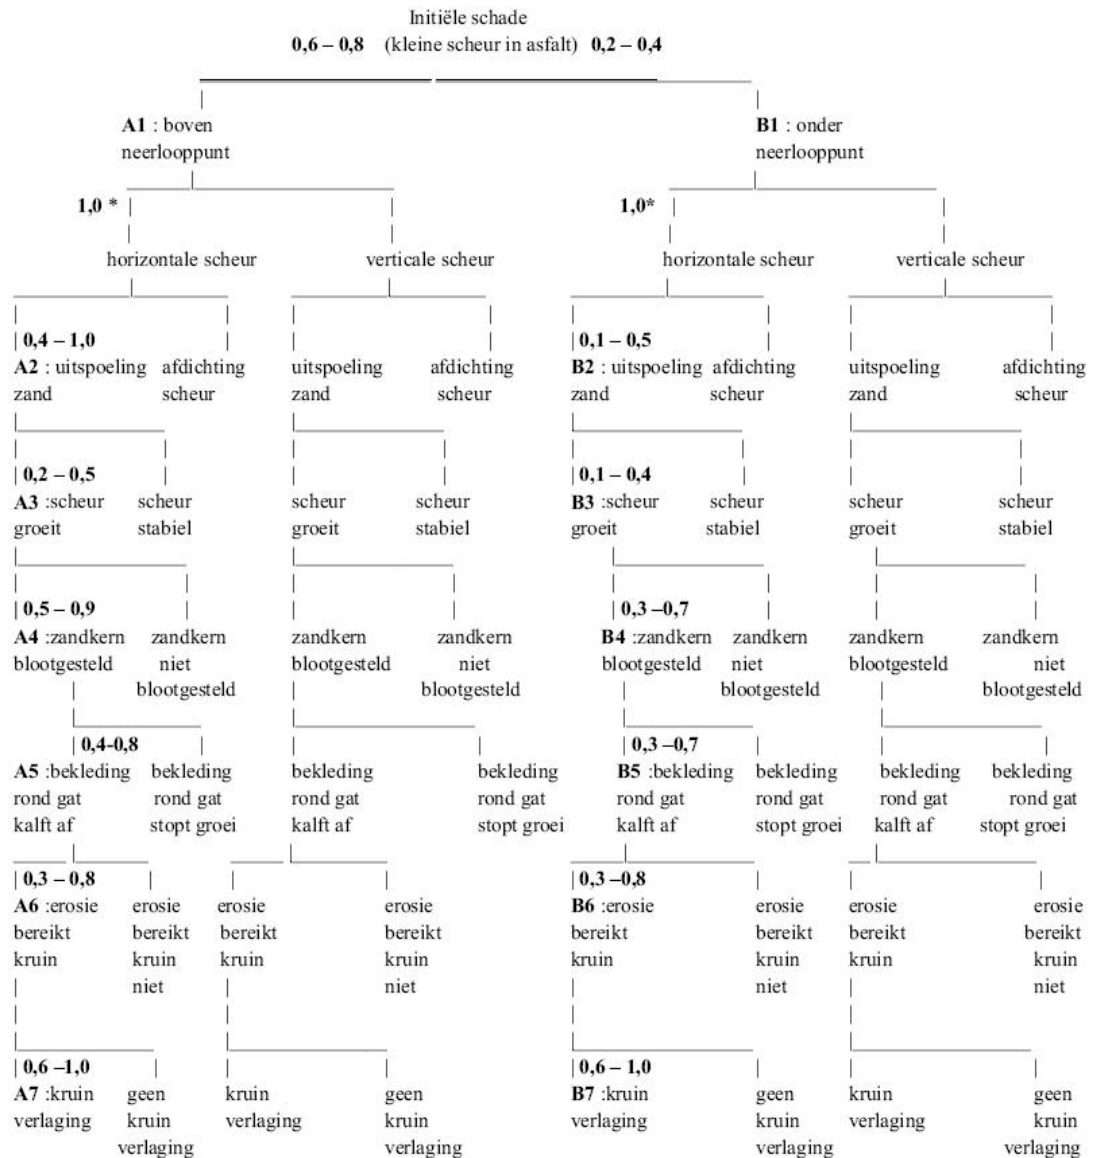 Initiële schade
0,6 – 0,8 (kleine scheur in asfalt) 0,2 – 0,4
A1 : boven B1 : onder
neerlooppunt neerlooppunt
1,0 * 1,0*
horizontale scheur verticale scheur horizontale scheur verticale scheur
0,4 – 1,0 0,1 – 0,5
A2 : uitspoeling afdichting uitspoeling afdichting B2 : uitspoeling afdichting uitspoeling afdichting
zand scheur zand scheur zand scheur zand scheur
0,2 – 0,5 0,1 – 0,4
A3 :scheur scheur scheur scheur B3 :scheur scheur scheur scheur
groeit stabiel groeit stabiel groeit stabiel groeit stabiel
0,5 – 0,9 0,3 –0,7
A4 :zandkern zandkern zandkern zandkern B4 :zandkern zandkern zandkern zandkern
blootgesteld niet blootgesteld niet blootgesteld niet blootgesteld niet
blootgesteld blootgesteld blootgesteld blootgesteld
0,4-0,8 0,3 –0,7
A5 :bekleding bekleding bekleding bekleding B5 :bekleding bekleding bekleding bekleding
rond gat rond gat rond gat rond gat rond gat rond gat rond gat rond gat
kalft af stopt groei kalft af stopt groei kalft af stopt groei kalft af stopt groei
0,3 – 0,8 0,3 –0,8
A6 :erosie erosie erosie erosie B6 :erosie erosie erosie erosie
bereikt bereikt bereikt bereikt bereikt bereikt bereikt bereikt
kruin kruin kruin kruin kruin kruin kruin kruin
niet niet niet niet
0,6 –1,0 0,6 – 1,0
A7 :kruin geen kruin geen B7 :kruin geen kruin geen
verlaging kruin verlaging kruin verlaging kruin verlaging kruin
verlaging verlaging verlaging verlaging